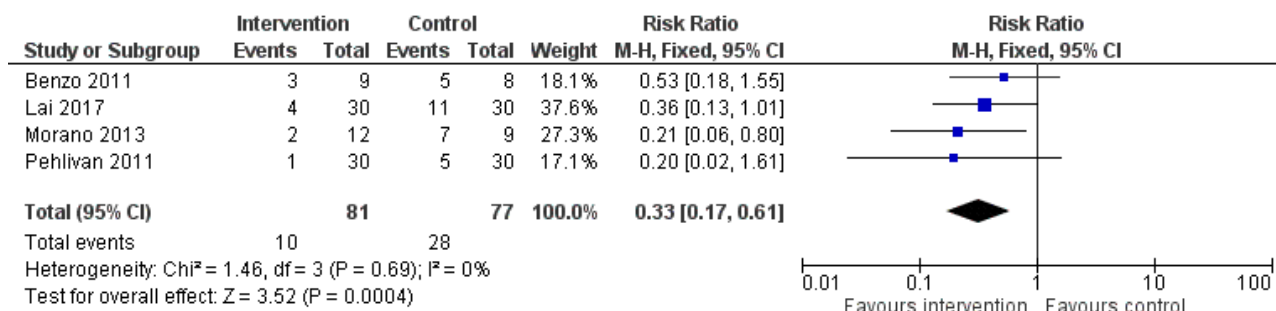 Intervention Control Risk Ratio Risk Ratio
Study or Subgroup Events Total Events Total Weight M-H, Fixed, 95% CI M-H, Fixed, 95% CI
Benzo 2011 3 9 5 8 18.1% 0.53 [0.18, 1.55]
Lai 2017 4 30 11 30 37.6% 0.36 [0.13, 1.01]
Morano 2013 2 12 7 9 27.3% 0.21 [0.06, 0.80]
Pehlivan 2011 1 30 5 30 17.1% 0.20 [0.02, 1.61]
Total (95% CI) 81 77 100.0% 0.33 [0.17, 0.61]
Total events 10 28
Heterogeneity: Chi² = 1.46, df = 3 (P = 0.69); I² = 0%
Test for overall effect: Z = 3.52 (P = 0.0004)
0.01 0.1 1 10 100
Favours intervention Favours control